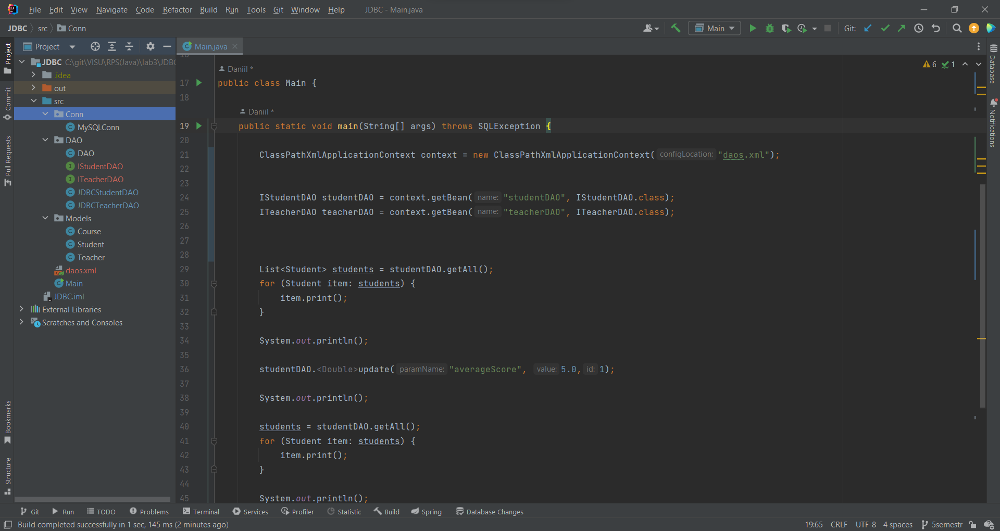 File Edit View Navigate Code Refactor Build Run Tools Git Window Help JDBC - Main.java
JDBC src Conn Main Git:
Project Main.java
Project
Commit
Pull Requests
Bookmarks
Structure
JDBC C:\git\VISU\RPS(Java)\lab3\JDBC
.idea
out
src
Conn
MySQLConn
DAO
DAO
IStudentDAO
ITeacherDAO
JDBCStudentDAO
JDBCTeacherDAO
Models
Course
Student
Teacher
daos.xml
Main
JDBC.iml
External Libraries
Scratches and Consoles
6 1
Daniil *
17 public class Main {
18
Daniil *
19 public static void main(String[] args) throws SQLException {
20
21 ClassPathXmlApplicationContext context = new ClassPathXmlApplicationContext( configLocation: "daos.xml");
22
23
24 IStudentDAO studentDAO = context.getBean( name: "studentDAO", IStudentDAO.class);
25 ITeacherDAO teacherDAO = context.getBean( name: "teacherDAO", ITeacherDAO.class);
26
27
28
29 List<Student> students = studentDAO.getAll();
30 for (Student item: students) {
31 item.print();
32 }
33
34 System.out.println();
35
36 studentDAO.<Double>update( paramName: "averageScore", value: 5.0, id: 1);
37
38 System.out.println();
39
40 students = studentDAO.getAll();
41 for (Student item: students) {
42 item.print();
43 }
44
45 System.out.println();
Database
Notifications
Git Run TODO Problems Terminal Services Profiler Statistic Build Spring Database Changes
Build completed successfully in 1 sec, 145 ms (2 minutes ago) 19:65 CRLF UTF-8 4 spaces 5semestr